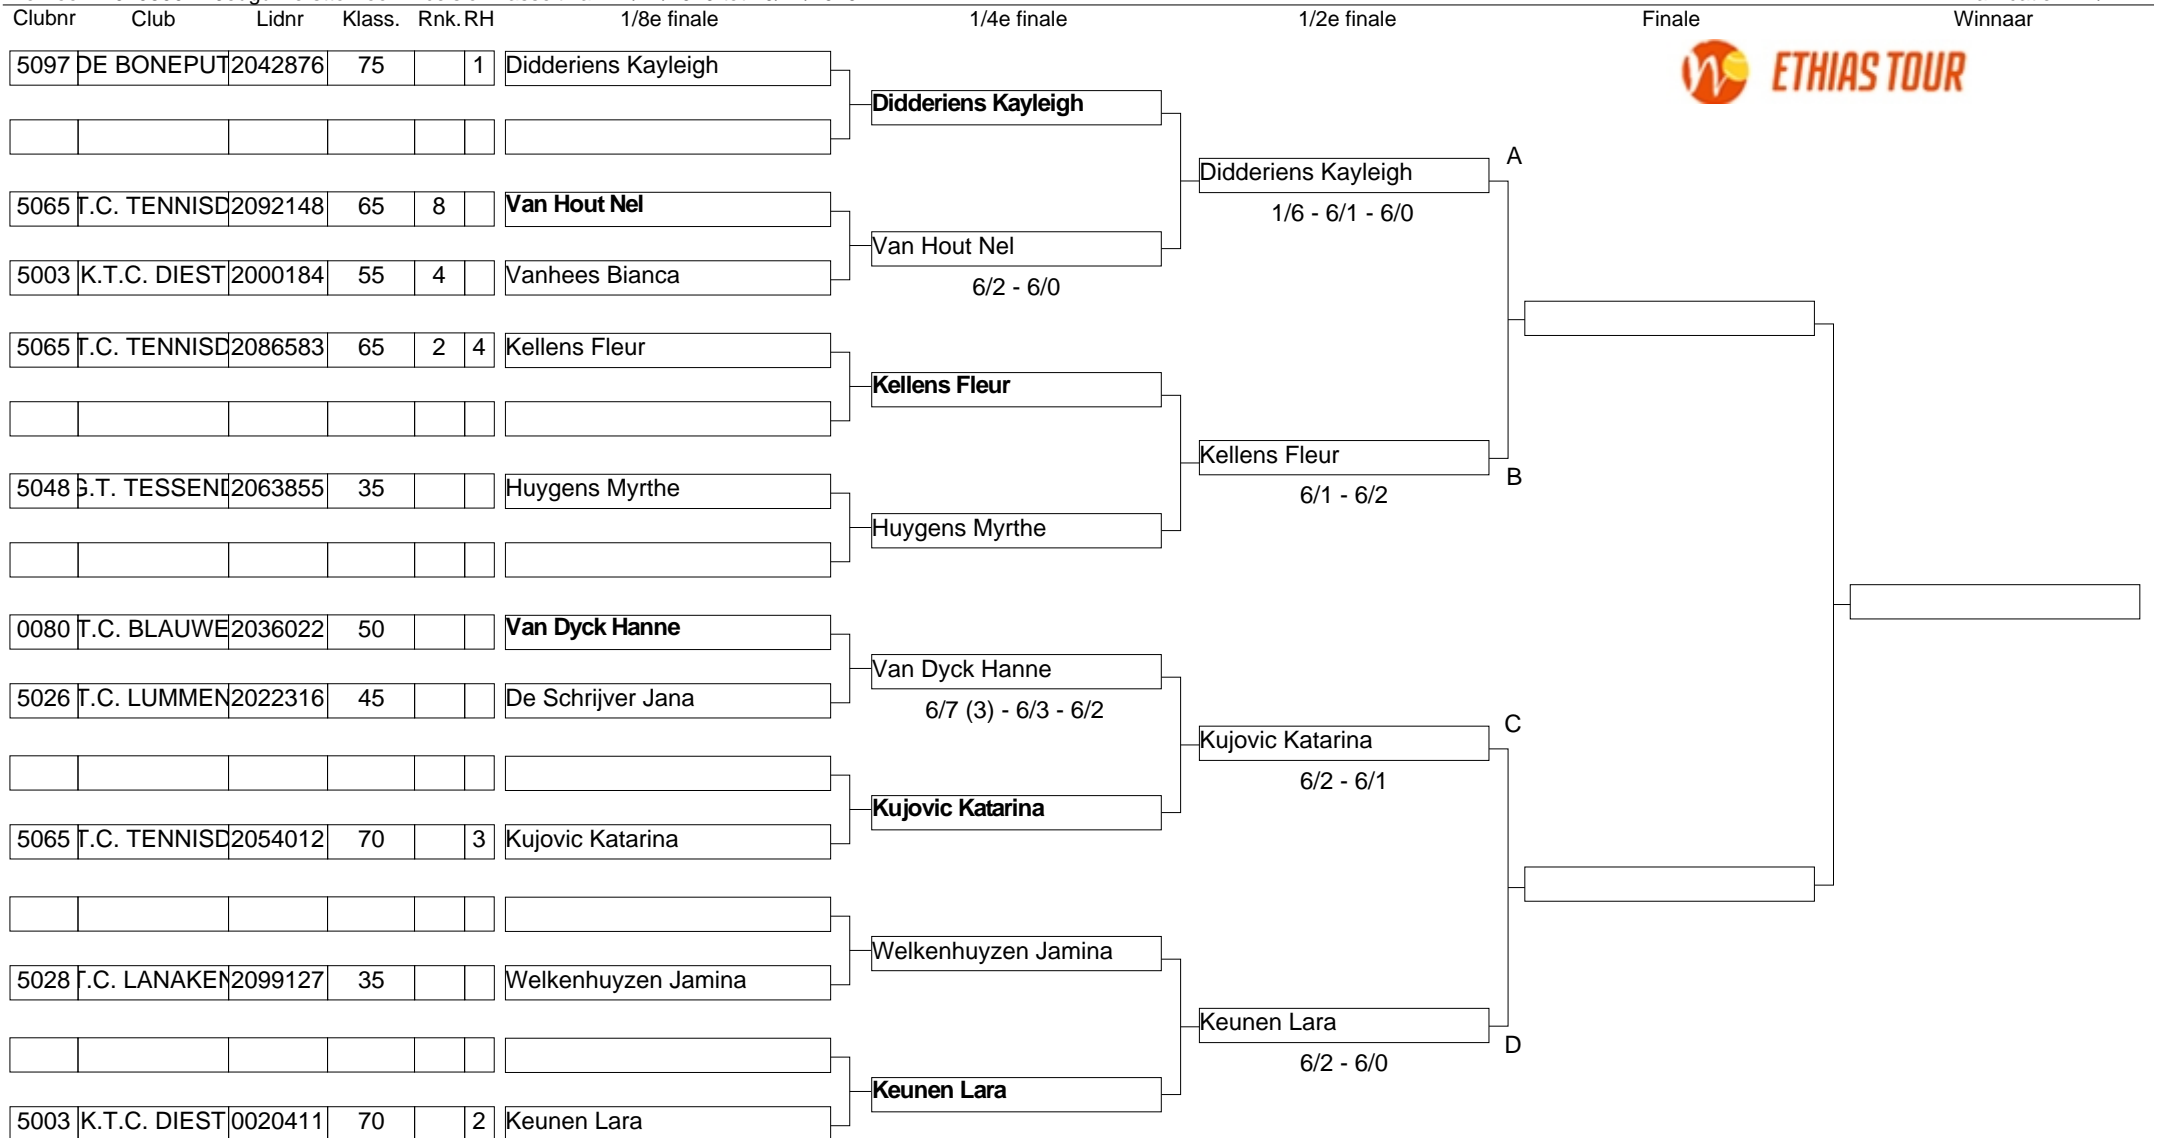 Clubnr Club Lidnr Klass. Rnk. RH 1/8e finale 1/4e finale 1/2e finale Finale Winnaar
ETHIAS TOUR
5097 DE BONEPUT 2042876 75 1 Didderiens Kayleigh
Didderiens Kayleigh
A
Didderiens Kayleigh
5065 T.C. TENNISD 2092148 65 8 Van Hout Nel
1/6 - 6/1 - 6/0
Van Hout Nel
5003 K.T.C. DIEST 2000184 55 4 Vanhees Bianca
6/2 - 6/0
5065 T.C. TENNISD 2086583 65 2 4 Kellens Fleur
Kellens Fleur
Kellens Fleur
B
5048 G.T. TESSEND 2063855 35 Huygens Myrthe
6/1 - 6/2
Huygens Myrthe
0080 T.C. BLAUWE 2036022 50 Van Dyck Hanne
Van Dyck Hanne
5026 T.C. LUMMEN 2022316 45 De Schrijver Jana
6/7 (3) - 6/3 - 6/2
C
Kujovic Katarina
6/2 - 6/1
Kujovic Katarina
5065 T.C. TENNISD 2054012 70 3 Kujovic Katarina
Welkenhuyzen Jamina
5028 T.C. LANAKEN 2099127 35 Welkenhuyzen Jamina
Keunen Lara
D
6/2 - 6/0
Keunen Lara
5003 K.T.C. DIEST 0020411 70 2 Keunen Lara